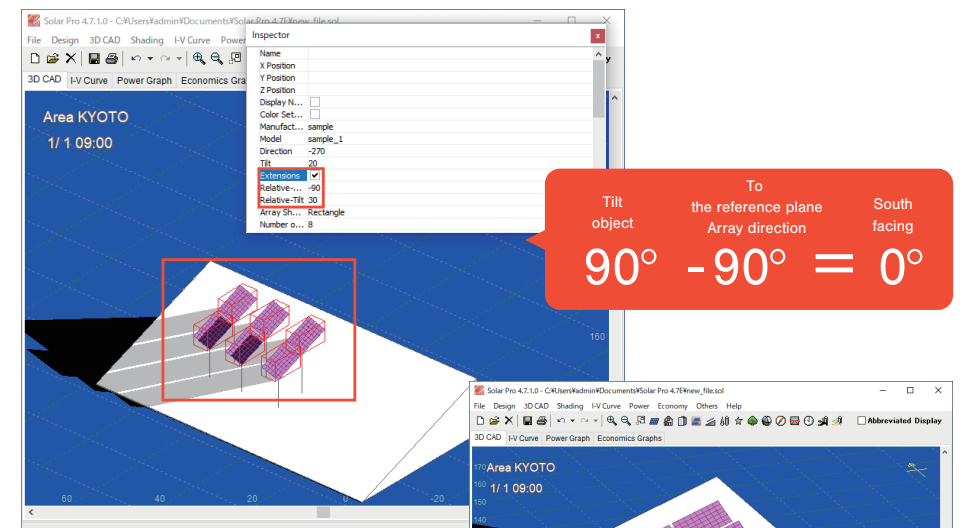 Solar Pro 4.7.1.0 - C:¥Users¥admin¥Documents¥Solar Pro 4.7E¥new_file.sol
File Design 3D CAD Shading I-V Curve Power
3D CAD I-V Curve Power Graph Economics Gra
Area KYOTO
1/ 1 09:00
Inspector
x
Name
X Position
Y Position
Z Position
Display N...
Color Set...
Manufact... sample
Model sample_1
Direction -270
Tilt 20
Extensions
Relative-... -90
Relative-Tilt 30
Array Sh... Rectangle
Number o... 8
Tilt
object
To
the reference plane
Array direction
South
facing
90° -90° = 0°
160
60 40 20 0 -20
Solar Pro 4.7.1.0 - C:¥Users¥admin¥Documents¥Solar Pro 4.7E¥new_file.sol
File Design 3D CAD Shading I-V Curve Power Economy Others Help
Abbreviated Display
3D CAD I-V Curve Power Graph Economics Graphs
170
Area KYOTO
160
1/ 1 09:00
150
140